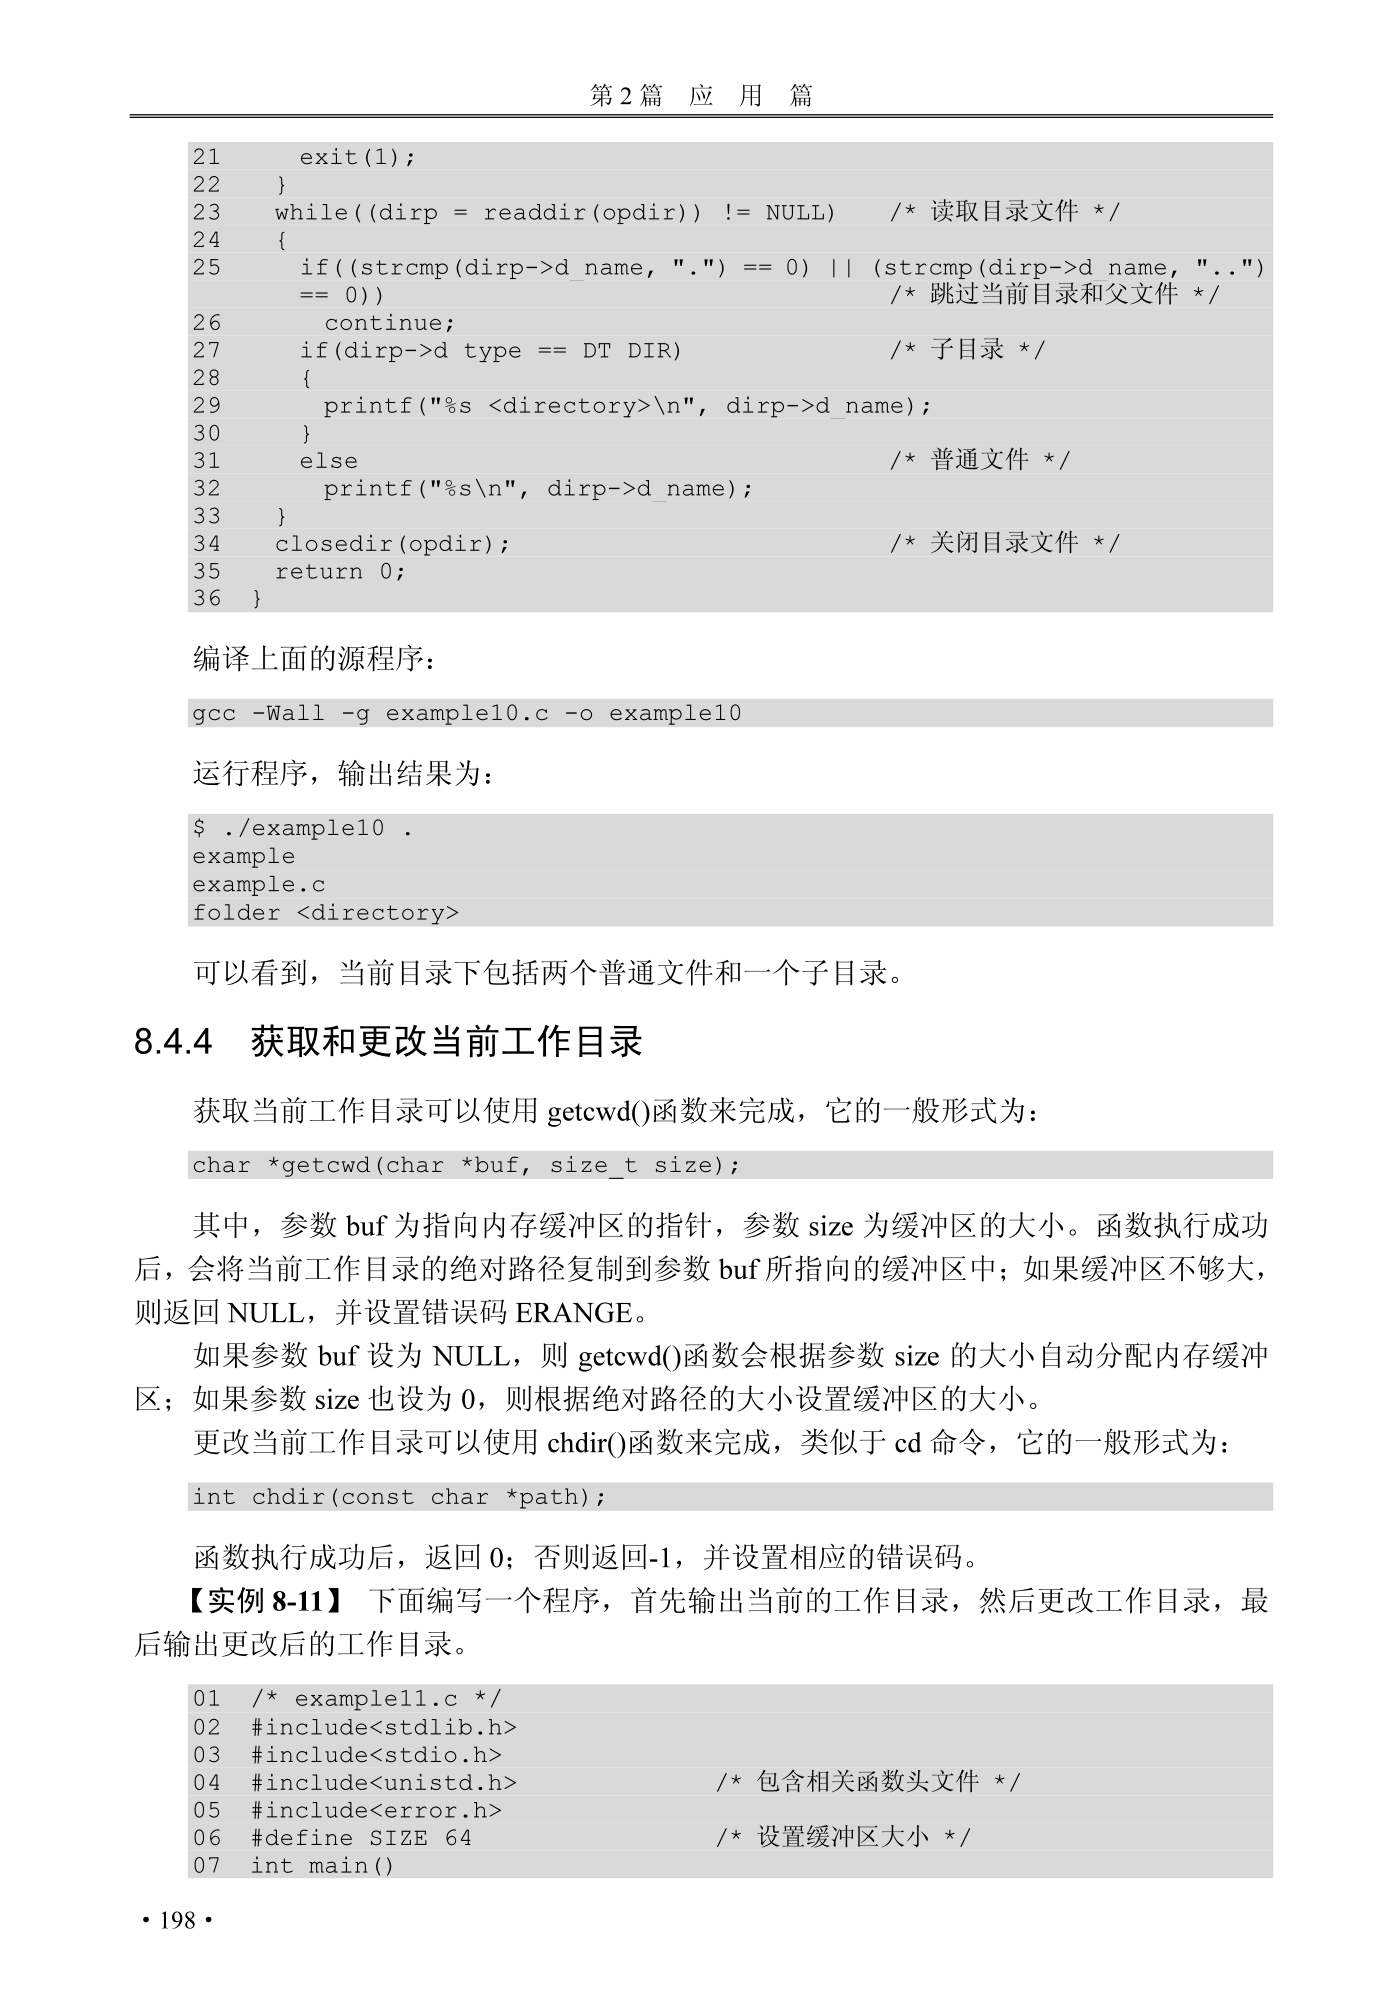 第 2 篇 应 用 篇
21      exit(1);
22    }
23    while((dirp = readdir(opdir)) != NULL)    /* 读取目录文件 */
24    {
25      if((strcmp(dirp->d_name, ".") == 0) || (strcmp(dirp->d_name, "..")
== 0))    /* 跳过当前目录和父文件 */
26        continue;
27      if(dirp->d type == DT DIR)    /* 子目录 */
28      {
29        printf("%s <directory>\n", dirp->d_name);
30      }
31      else    /* 普通文件 */
32        printf("%s\n", dirp->d_name);
33    }
34    closedir(opdir);    /* 关闭目录文件 */
35    return 0;
36  }
编译上面的源程序：
gcc -Wall -g example10.c -o example10
运行程序，输出结果为：
$ ./example10 .
example
example.c
folder <directory>
可以看到，当前目录下包括两个普通文件和一个子目录。
8.4.4 获取和更改当前工作目录
获取当前工作目录可以使用 getcwd()函数来完成，它的一般形式为：
char *getcwd(char *buf, size_t size);
其中，参数 buf 为指向内存缓冲区的指针，参数 size 为缓冲区的大小。函数执行成功
后，会将当前工作目录的绝对路径复制到参数 buf 所指向的缓冲区中；如果缓冲区不够大，
则返回 NULL，并设置错误码 ERANGE。
如果参数 buf 设为 NULL，则 getcwd()函数会根据参数 size 的大小自动分配内存缓冲
区；如果参数 size 也设为 0，则根据绝对路径的大小设置缓冲区的大小。
更改当前工作目录可以使用 chdir()函数来完成，类似于 cd 命令，它的一般形式为：
int chdir(const char *path);
函数执行成功后，返回 0；否则返回-1，并设置相应的错误码。
【实例 8-11】 下面编写一个程序，首先输出当前的工作目录，然后更改工作目录，最
后输出更改后的工作目录。
01  /* example11.c */
02  #include<stdlib.h>
03  #include<stdio.h>
04  #include<unistd.h>    /* 包含相关函数头文件 */
05  #include<error.h>
06  #define SIZE 64    /* 设置缓冲区大小 */
07  int main()
• 198 •